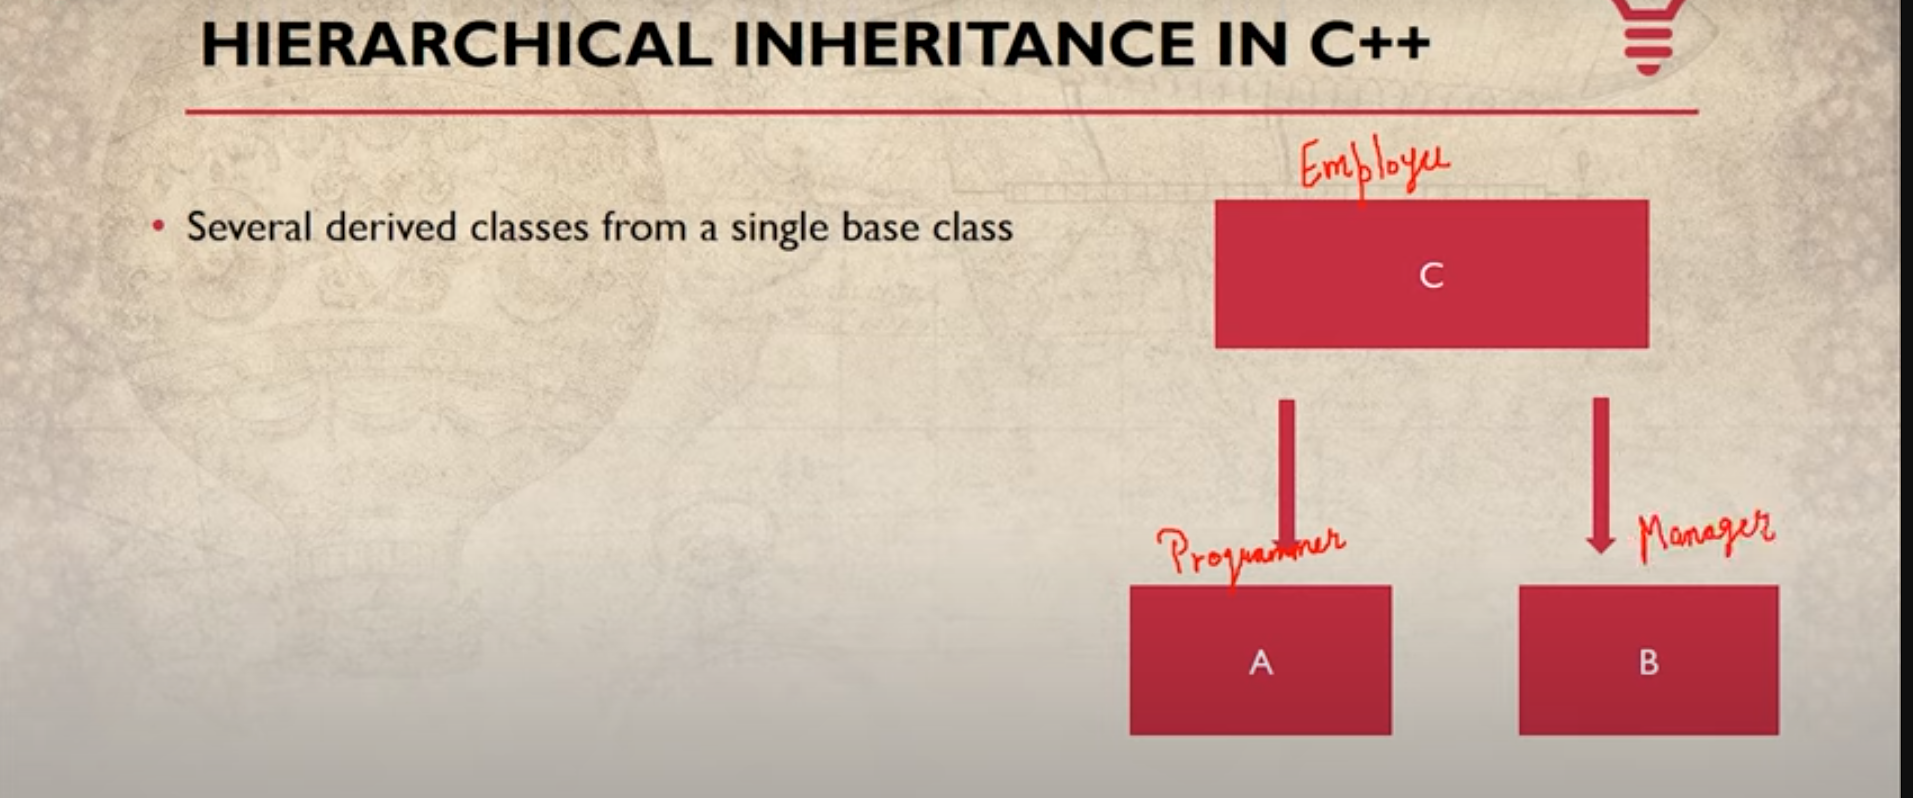 HIERARCHICAL INHERITANCE IN C++
Employee
• Several derived classes from a single base class
C
Programmer
Manager
A
B